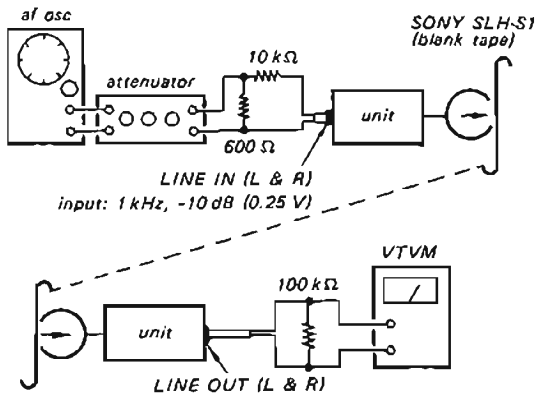 af osc
SONY SLH-S1
(blank tape)
attenuator
10 kΩ
600 Ω
unit
LINE IN (L & R)
input: 1 kHz, -10 dB (0.25 V)
VTVM
100 kΩ
unit
LINE OUT (L & R)